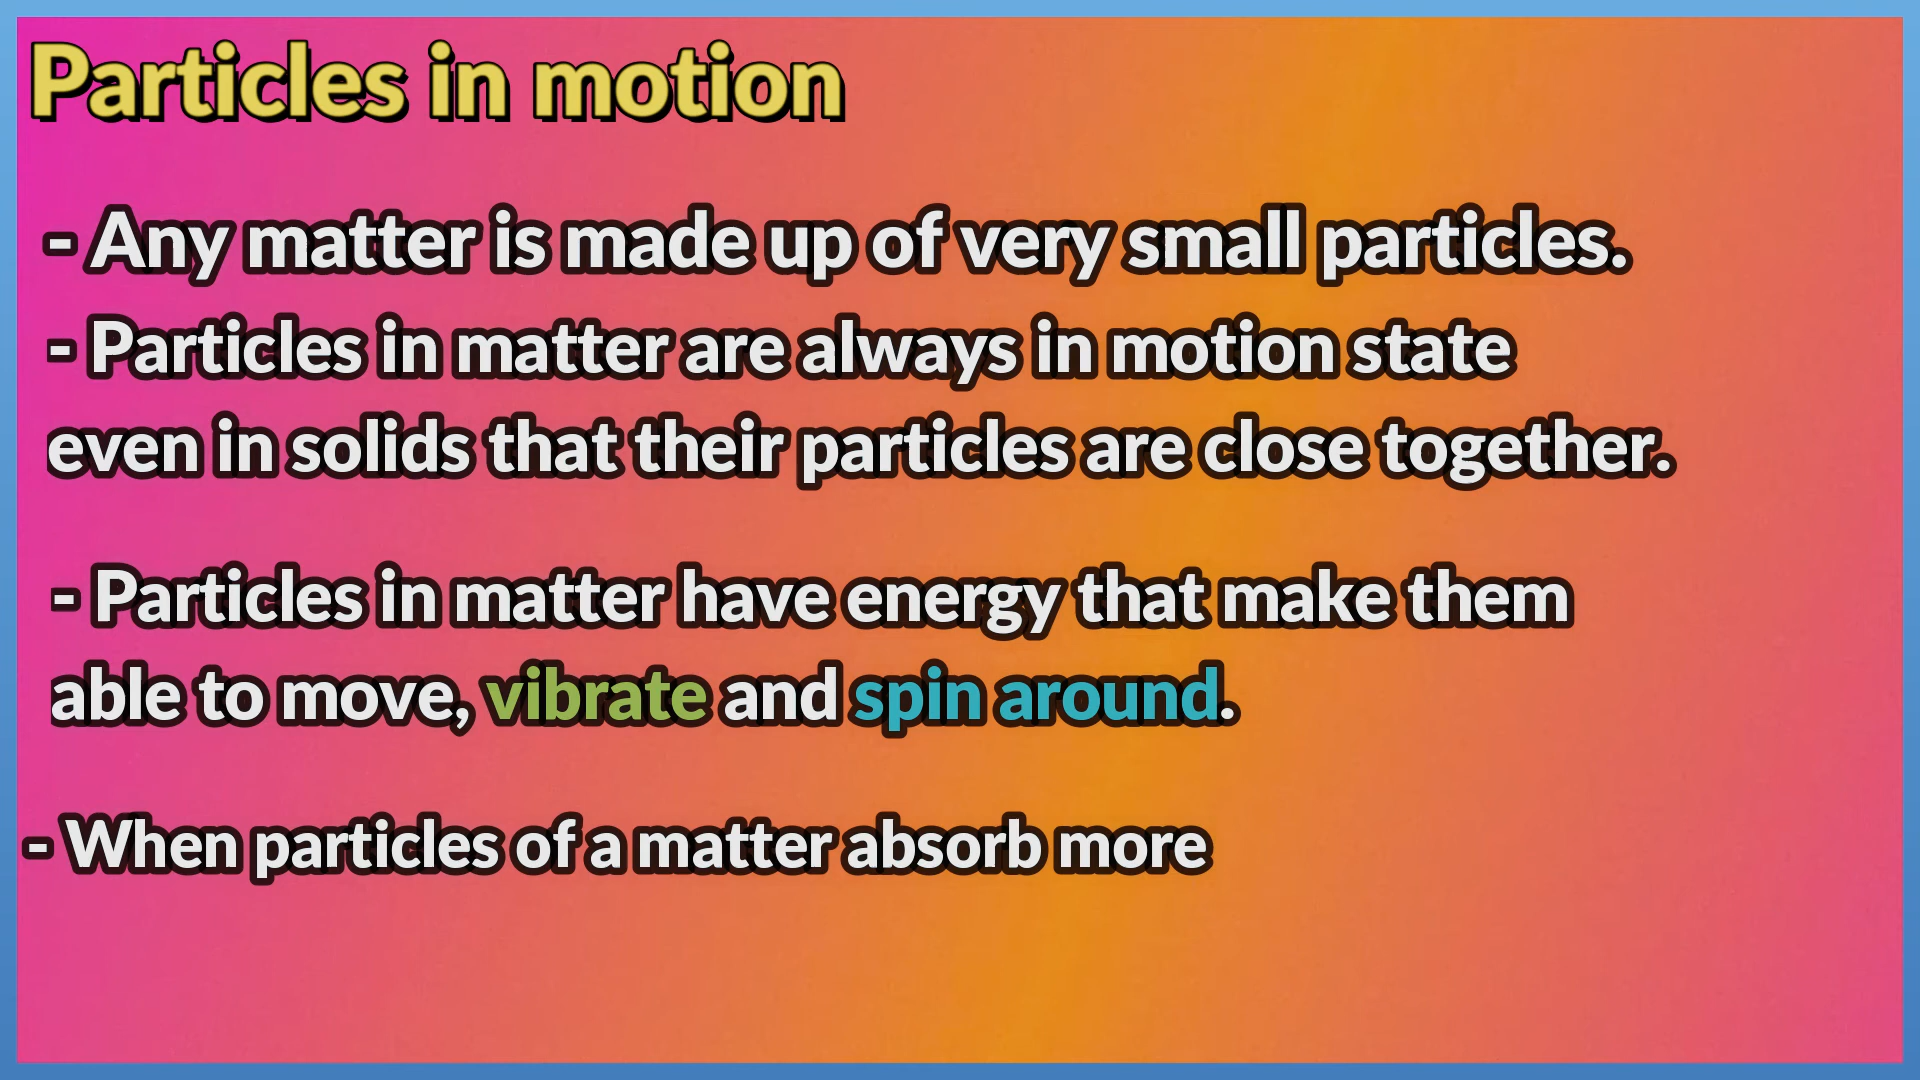 Particles in motion
- Any matter is made up of very small particles.
- Particles in matter are always in motion state
even in solids that their particles are close together.
- Particles in matter have energy that make them
able to move, vibrate and spin around.
- When particles of a matter absorb more